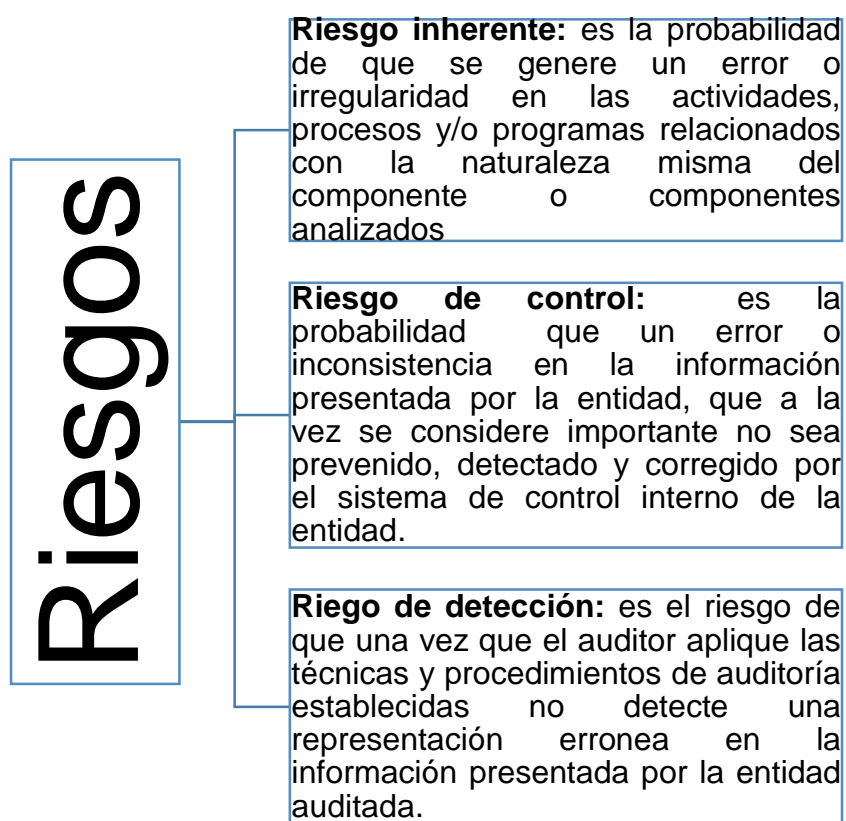 Riesgos
Riesgo inherente: es la probabilidad
de que se genere un error o
irregularidad en las actividades,
procesos y/o programas relacionados
con la naturaleza misma del
componente o componentes
analizados
Riesgo de control: es la
probabilidad que un error o
inconsistencia en la información
presentada por la entidad, que a la
vez se considere importante no sea
prevenido, detectado y corregido por
el sistema de control interno de la
entidad.
Riego de detección: es el riesgo de
que una vez que el auditor aplique las
técnicas y procedimientos de auditoría
establecidas no detecte una
representación erronea en la
información presentada por la entidad
auditada.